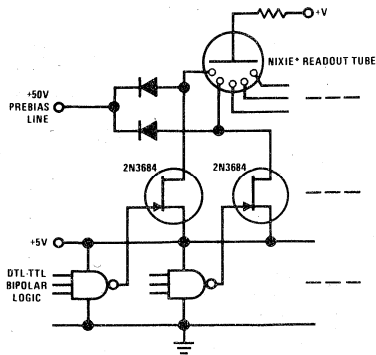 +V
NIXIE* READOUT TUBE
+50V
PREBIAS
LINE
2N3684
2N3684
+5V
DTL-TTL
BIPOLAR
LOGIC